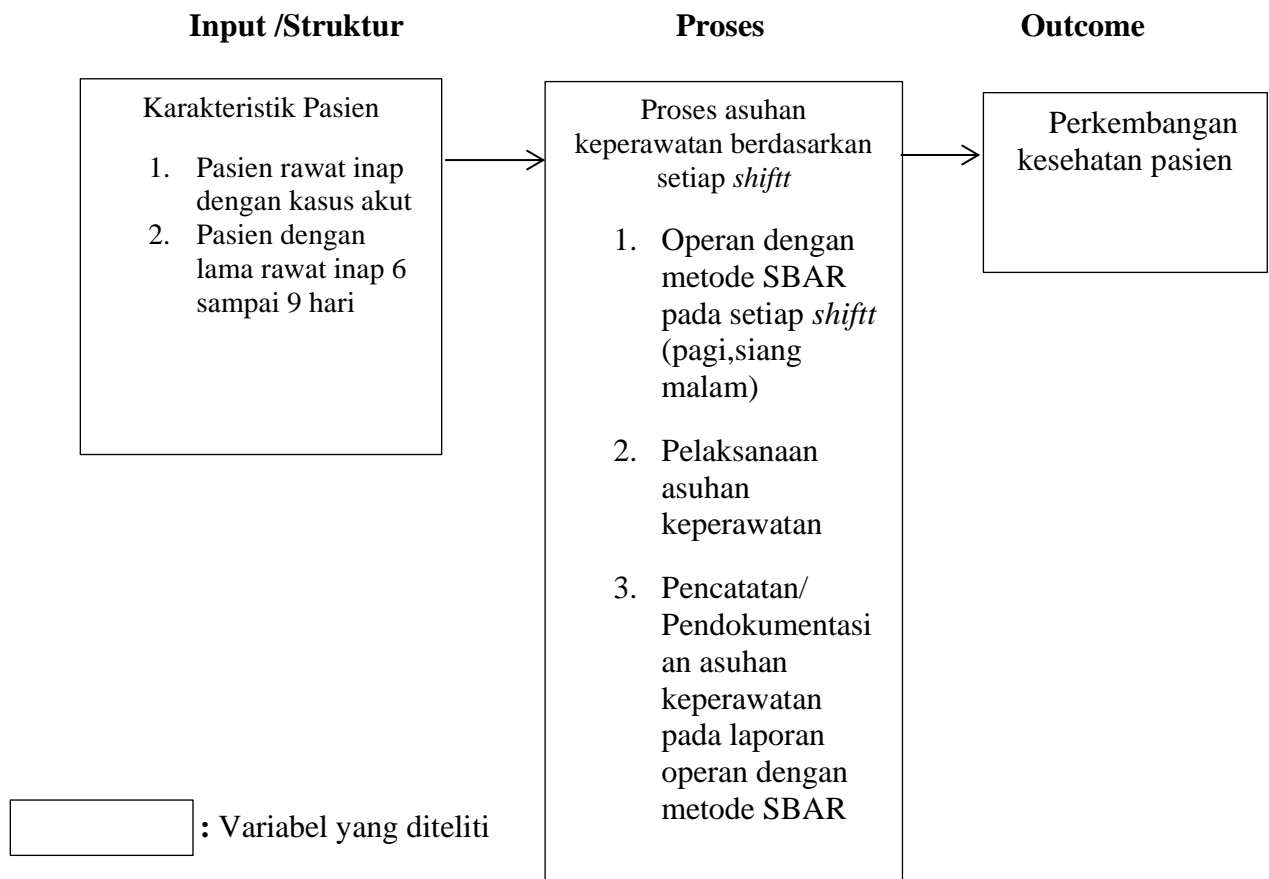 Input /Struktur
Proses
Outcome
Karakteristik Pasien
1. Pasien rawat inap
dengan kasus akut
2. Pasien dengan
lama rawat inap 6
sampai 9 hari
Proses asuhan
keperawatan berdasarkan
setiap shiftt
1. Operan dengan
metode SBAR
pada setiap shiftt
(pagi,siang
malam)
2. Pelaksanaan
asuhan
keperawatan
3. Pencatatan/
Pendokumentasi
an asuhan
keperawatan
pada laporan
operan dengan
metode SBAR
Perkembangan
kesehatan pasien
: Variabel yang diteliti